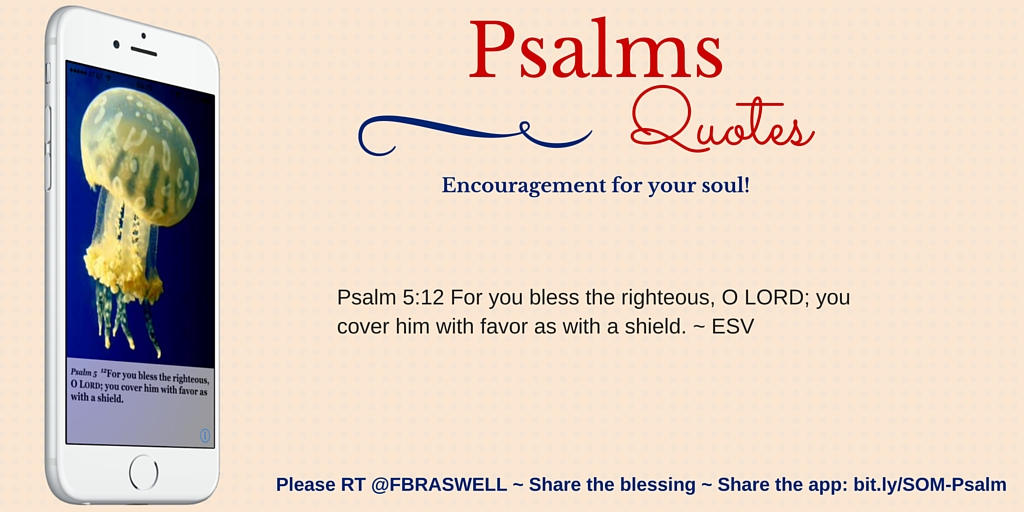 Psalms
Quotes
Encouragement for your soul!
Psalm 5:12 For you bless the righteous, O LORD; you
cover him with favor as with a shield. ~ ESV
Psalm 5 12For you bless the righteous,
O LORD; you cover him with favor as
with a shield.
Please RT @FBRASWELL ~ Share the blessing ~ Share the app: bit.ly/SOM-Psalm